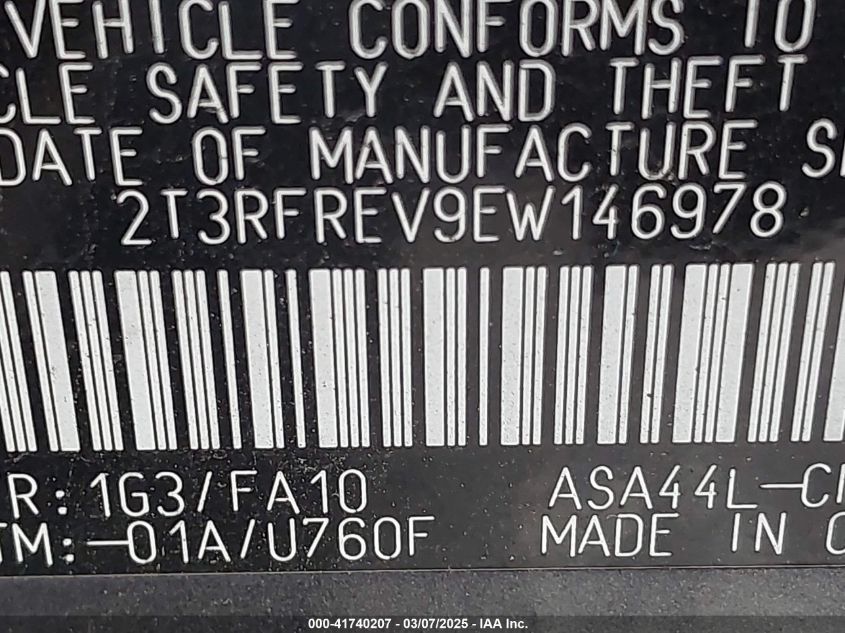 VEHICLE CONFORMS TO
CLE SAFETY AND THEFT
DATE OF MANUFACTURE
2T3RFREV9EW146978
R: 1G3/FA10 ASA44L-C
TM:-01A/U760F MADE IN
000-41740207 - 03/07/2025 - IAA Inc.